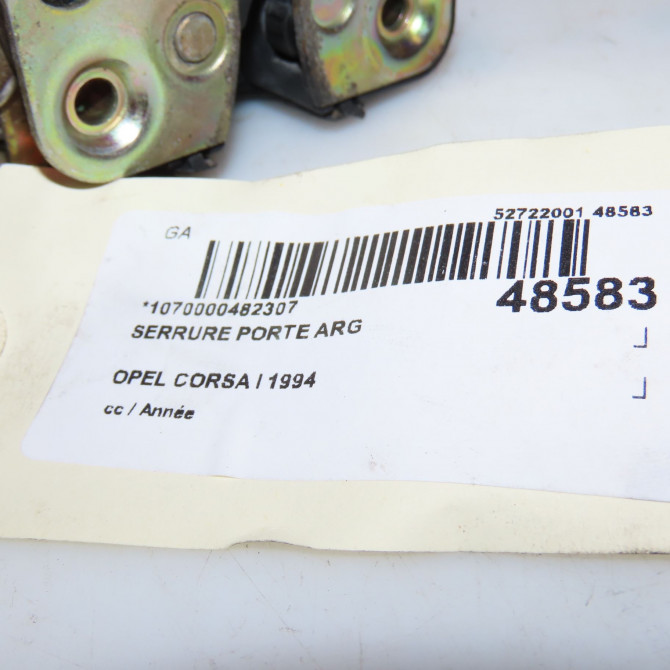 52722001 48583
GA
*1070000482307
48583
SERRURE PORTE ARG
OPEL CORSA / 1994
cc / Année